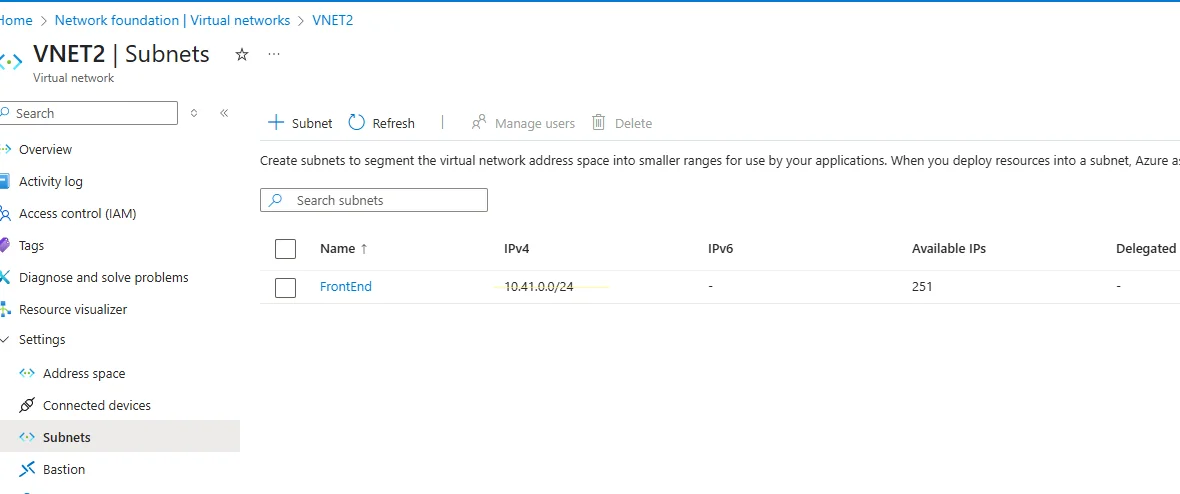 Home > Network foundation | Virtual networks > VNET2
VNET2 | Subnets
Virtual network
Search
Subnet
Refresh
Manage users
Delete
Overview
Activity log
Access control (IAM)
Tags
Diagnose and solve problems
Resource visualizer
Settings
Address space
Connected devices
Subnets
Bastion
Create subnets to segment the virtual network address space into smaller ranges for use by your applications. When you deploy resources into a subnet, Azure as
Search subnets
Name ↑ IPv4 IPv6 Available IPs Delegated
FrontEnd 10.41.0.0/24 - 251 -